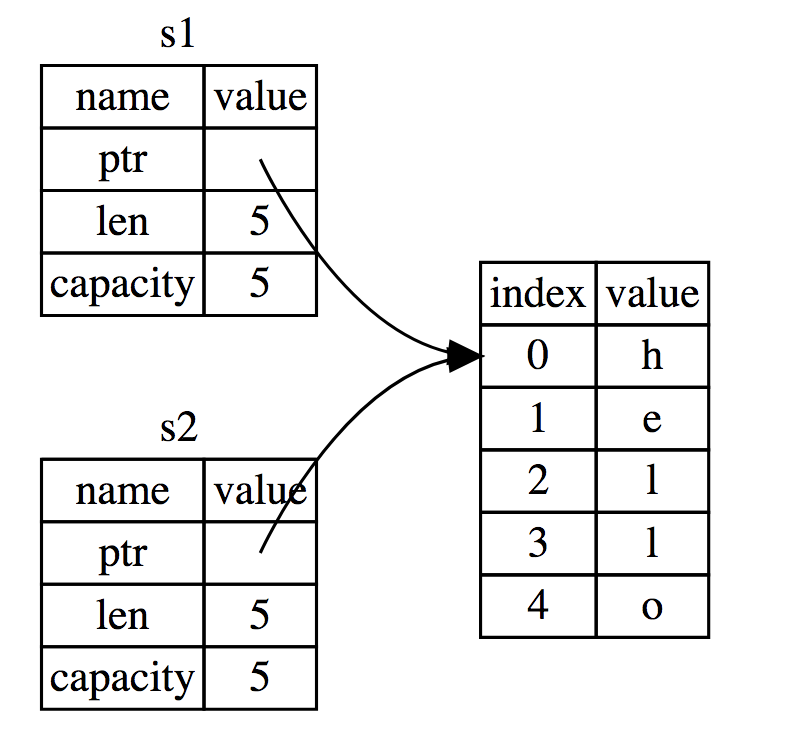 s1
name value
ptr
len 5
capacity 5
s2
name value
ptr
len 5
capacity 5
index value
0 h
1 e
2 l
3 l
4 o